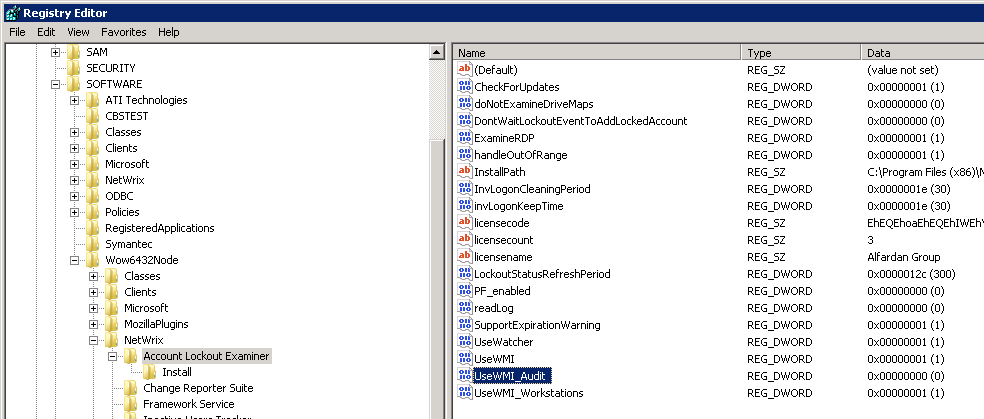 Registry Editor
File Edit View Favorites Help
SAM
SECURITY
SOFTWARE
ATI Technologies
CBSTEST
Classes
Clients
Microsoft
NetWrix
ODBC
Policies
RegisteredApplications
Symantec
Wow6432Node
Classes
Clients
Microsoft
MozillaPlugins
NetWrix
Account Lockout Examiner
Install
Change Reporter Suite
Framework Service
Name Type Data
(Default) REG_SZ (value not set)
CheckForUpdates REG_DWORD 0x00000001 (1)
doNotExamineDriveMaps REG_DWORD 0x00000000 (0)
DontWaitLockoutEventToAddLockedAccount REG_DWORD 0x00000000 (0)
ExamineRDP REG_DWORD 0x00000001 (1)
handleOutOfRange REG_DWORD 0x00000001 (1)
InstallPath REG_SZ C:\Program Files (x86)\N
InvLogonCleaningPeriod REG_DWORD 0x0000001e (30)
invLogonKeepTime REG_DWORD 0x0000001e (30)
licensecode REG_SZ EhEQEhoaEhEQEhIWEhY
licensecount REG_SZ 3
licensename REG_SZ Alfardan Group
LockoutStatusRefreshPeriod REG_DWORD 0x0000012c (300)
PF_enabled REG_DWORD 0x00000000 (0)
readLog REG_DWORD 0x00000000 (0)
SupportExpirationWarning REG_DWORD 0x00000001 (1)
UseWatcher REG_DWORD 0x00000001 (1)
UseWMI REG_DWORD 0x00000001 (1)
UseWMI_Audit REG_DWORD 0x00000000 (0)
UseWMI_Workstations REG_DWORD 0x00000001 (1)